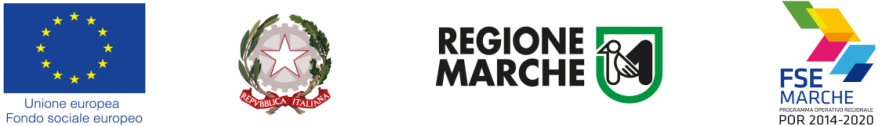 Unione europea
Fondo sociale europeo
REPVBBLICA ITALIANA
REGIONE
MARCHE
FSE
MARCHE
PROGRAMMA OPERATIVO REGIONALE
POR 2014-2020